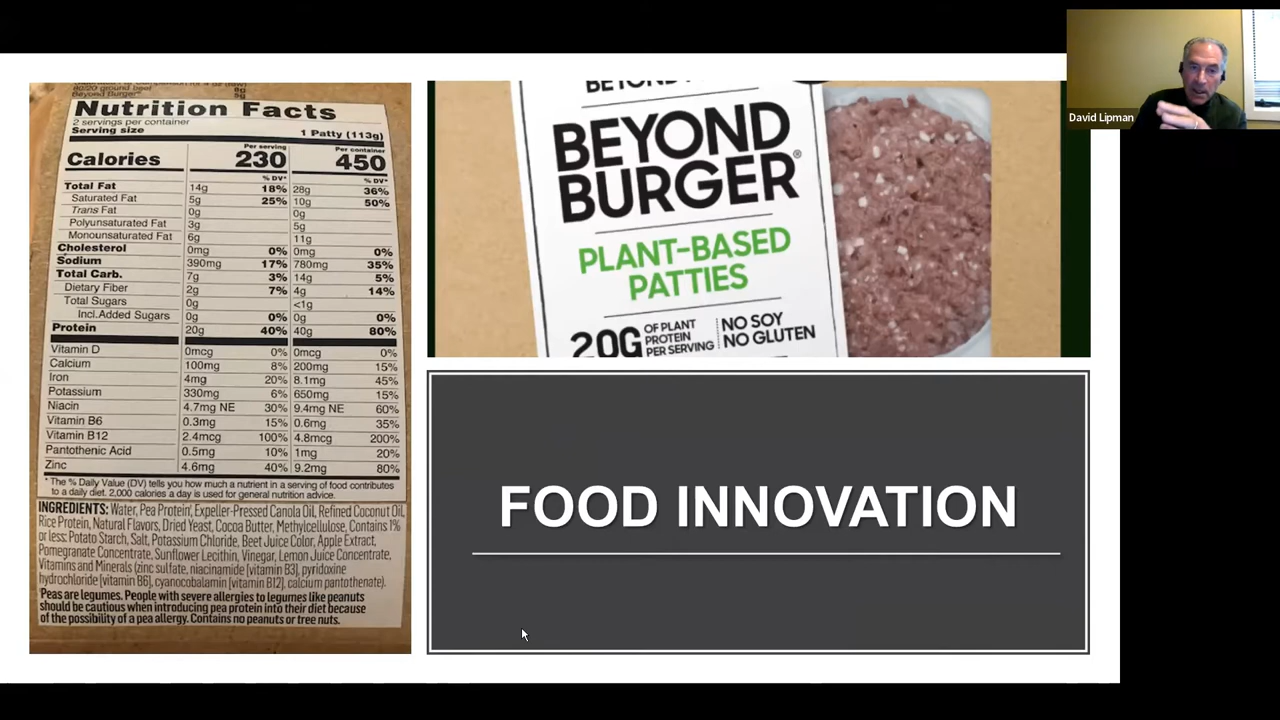 80/20 ground beef 8g
Beyond Burger 5g
Nutrition Facts
2 servings per container
Serving size 1 Patty (113g)
Per serving Per container
Calories 230 450
% DV* % DV*
Total Fat 14g 18% 28g 36%
Saturated Fat 5g 25% 10g 50%
Trans Fat 0g 0g
Polyunsaturated Fat 3g 5g
Monounsaturated Fat 6g 11g
Cholesterol 0mg 0% 0mg 0%
Sodium 390mg 17% 780mg 35%
Total Carb. 7g 3% 14g 5%
Dietary Fiber 2g 7% 4g 14%
Total Sugars 0g <1g
Incl.Added Sugars 0g 0% 0g 0%
Protein 20g 40% 40g 80%
Vitamin D 0mcg 0% 0mcg 0%
Calcium 100mg 8% 200mg 15%
Iron 4mg 20% 8.1mg 45%
Potassium 330mg 6% 650mg 15%
Niacin 4.7mg NE 30% 9.4mg NE 60%
Vitamin B6 0.3mg 15% 0.6mg 35%
Vitamin B12 2.4mcg 100% 4.8mcg 200%
Pantothenic Acid 0.5mg 10% 1mg 20%
Zinc 4.6mg 40% 9.2mg 80%
* The % Daily Value (DV) tells you how much a nutrient in a serving of food contributes
to a daily diet. 2,000 calories a day is used for general nutrition advice.
INGREDIENTS: Water, Pea Protein, Expeller-Pressed Canola Oil, Refined Coconut Oil,
Rice Protein, Natural Flavors, Dried Yeast, Cocoa Butter, Methylcellulose, Contains 1%
or less: Potato Starch, Salt, Potassium Chloride, Beet Juice Color, Apple Extract,
Pomegranate Concentrate, Sunflower Lecithin, Vinegar, Lemon Juice Concentrate,
Vitamins and Minerals (zinc sulfate, niacinamide [vitamin B3], pyridoxine
hydrochloride [vitamin B6], cyanocobalamin [vitamin B12], calcium pantothenate).
Peas are legumes. People with severe allergies to legumes like peanuts
should be cautious when introducing pea protein into their diet because
of the possibility of a pea allergy. Contains no peanuts or tree nuts.
BEYOND
BURGER®
PLANT-BASED
PATTIES
20G OF PLANT PROTEIN PER SERVING
NO SOY
NO GLUTEN
FOOD INNOVATION
David Lipman